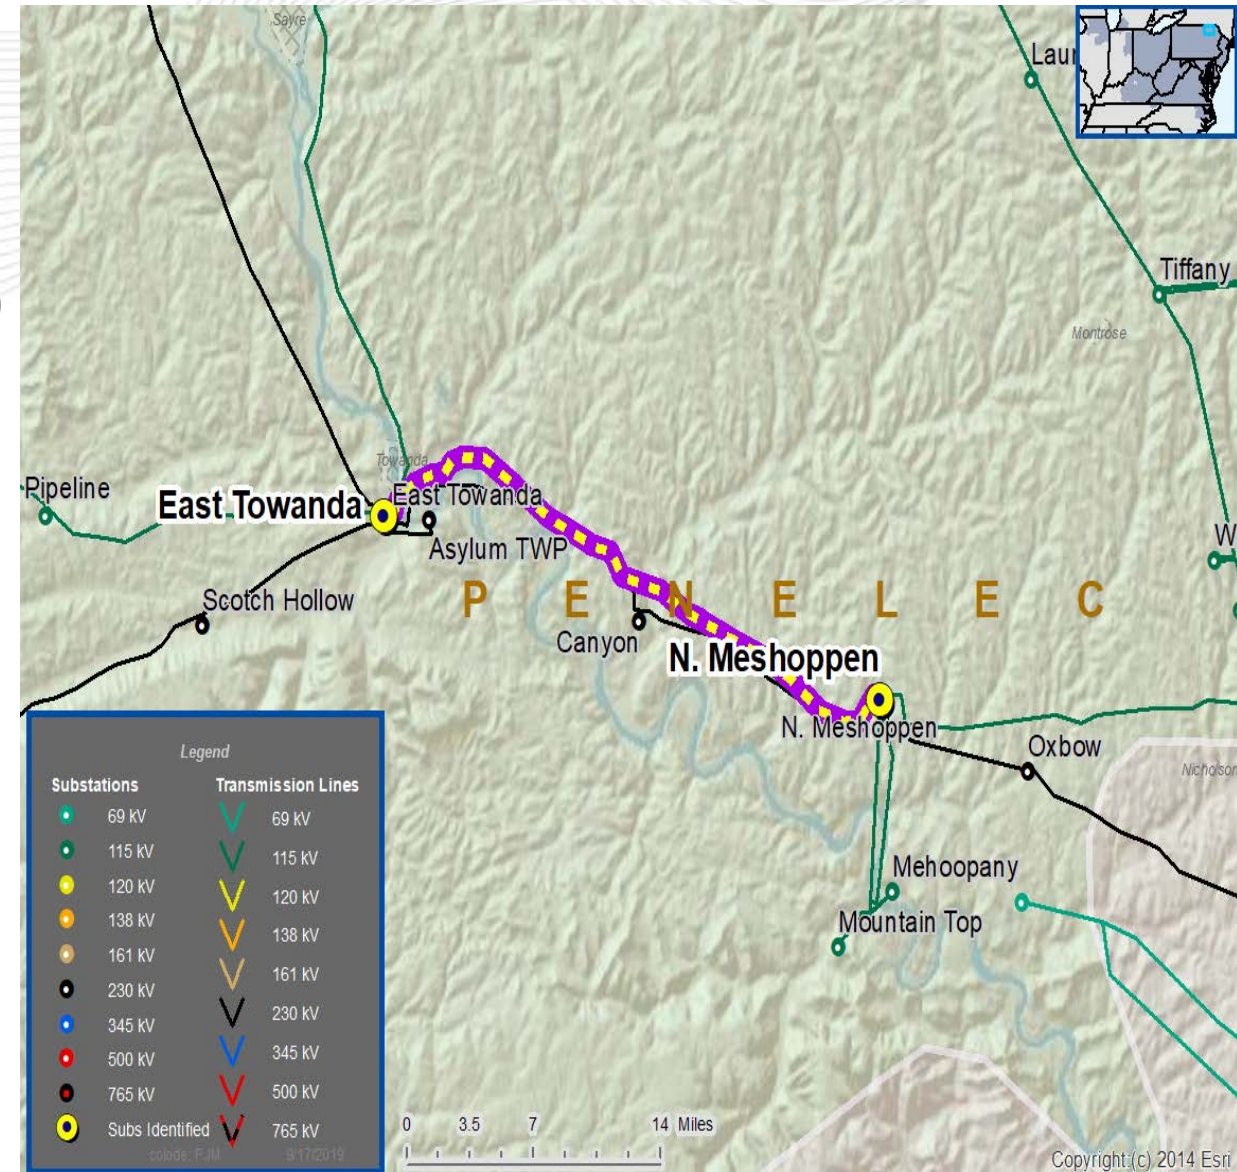 Sayre
Tiffany
Montrose
Towanda
Pipeline
East Towanda
East Towanda
Asylum TWP
Scotch Hollow
P E N E L E C
Canyon
N. Meshoppen
N. Meshoppen
Oxbow
Nicholson
Mehoopany
Mountain Top
Legend
Substations
Transmission Lines
69 kV
69 kV
115 kV
115 kV
120 kV
120 kV
138 kV
138 kV
161 kV
161 kV
230 kV
230 kV
345 kV
345 kV
500 kV
500 kV
765 kV
765 kV
Subs Identified
9/17/2019
0 3.5 7 14 Miles
Copyright:(c) 2014 Esri